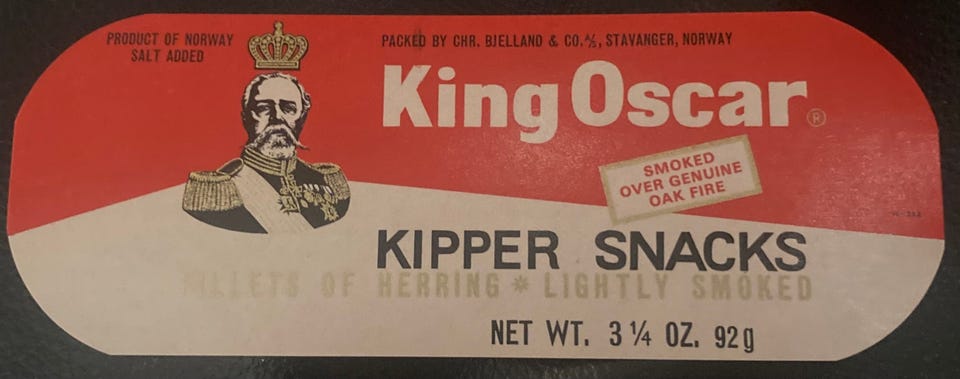 PRODUCT OF NORWAY
SALT ADDED
PACKED BY CHR. BJELLAND & CO. A/S, STAVANGER, NORWAY
King Oscar®
SMOKED
OVER GENUINE
OAK FIRE
KIPPER SNACKS
FILLETS OF HERRING * LIGHTLY SMOKED
NET WT. 3 ¼ OZ. 92g